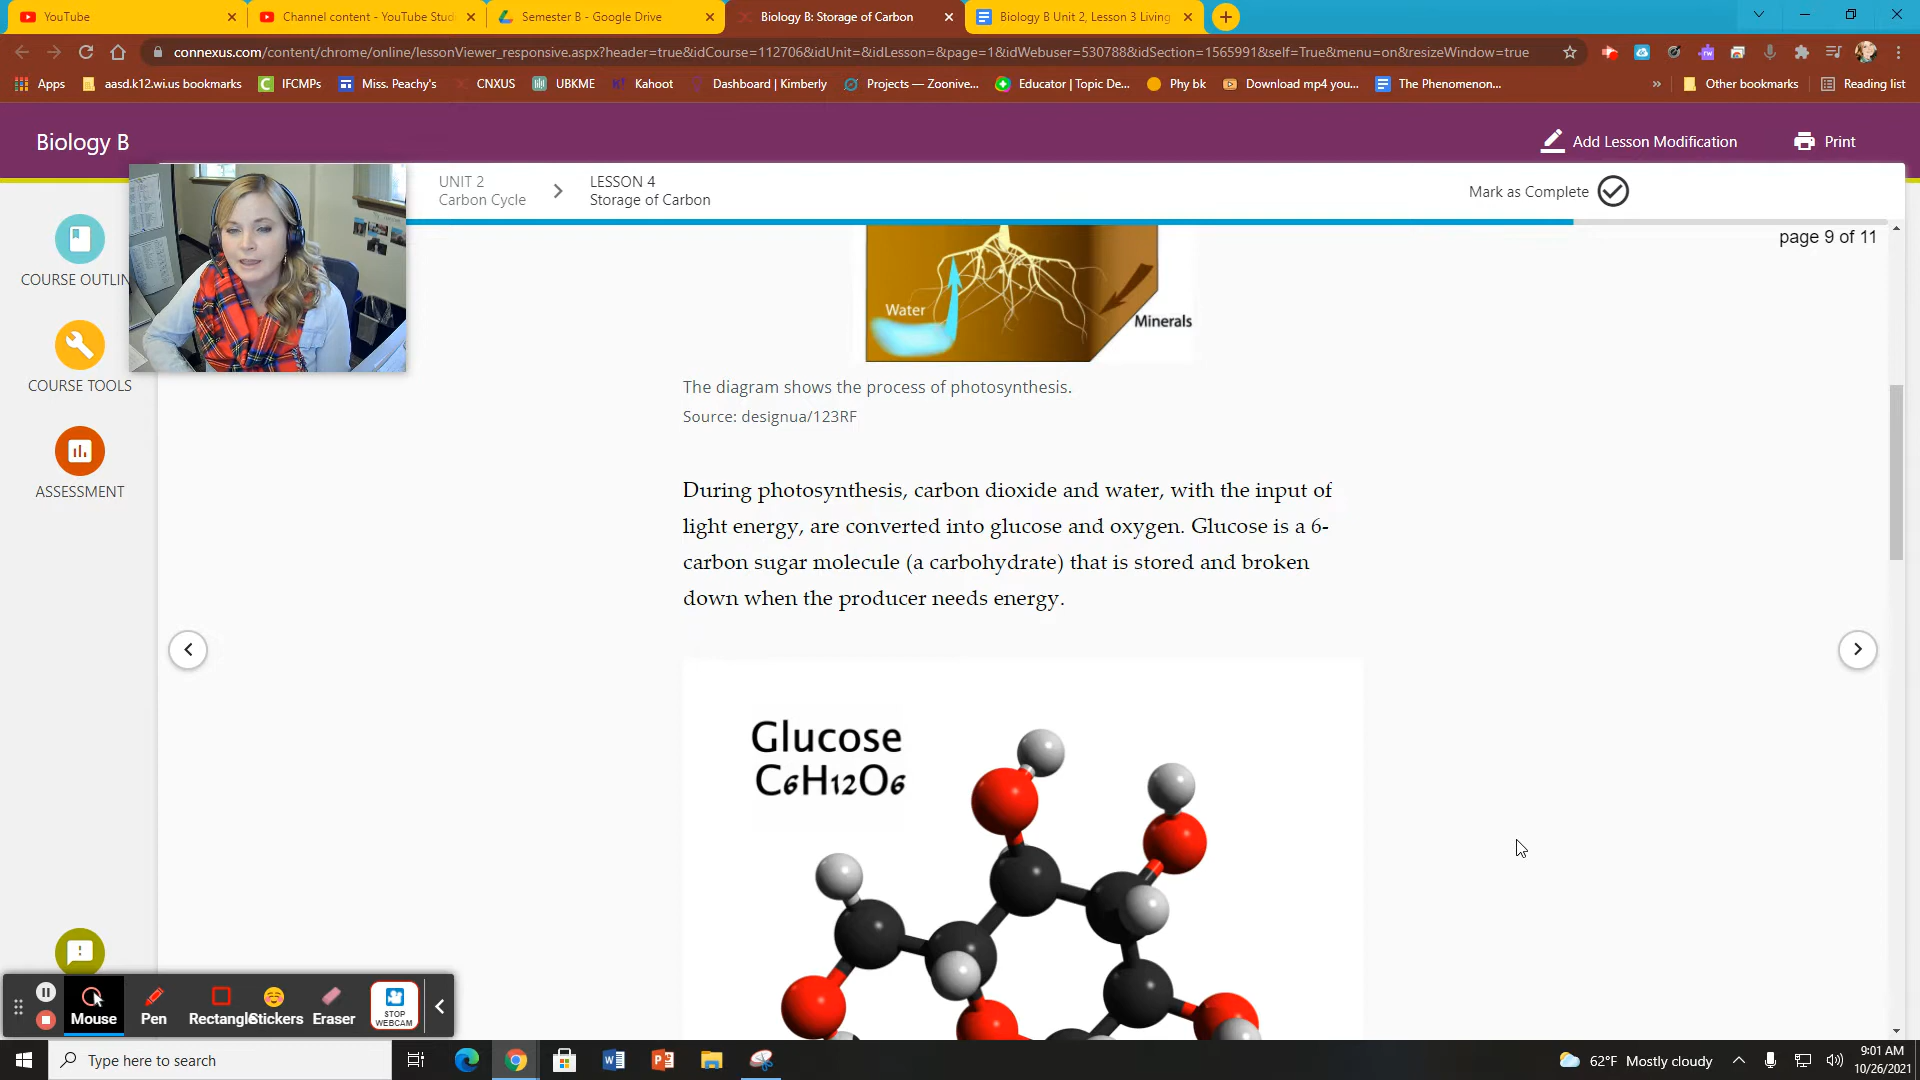 YouTube
Channel content - YouTube Stud
Semester B - Google Drive
Biology B: Storage of Carbon
Biology B Unit 2, Lesson 3 Living
connexus.com/content/chrome/online/lessonViewer_responsive.aspx?header=true&idCourse=112706&idUnit=&idLesson=&page=1&idWebuser=530788&idSection=1565991&self=True&menu=on&resizeWindow=true
Apps
aasd.k12.wi.us bookmarks
IFCMPs
Miss. Peachy's
CNXUS
UBKME
Kahoot
Dashboard | Kimberly
Projects — Zoonive...
Educator | Topic De...
Phy bk
Download mp4 you...
The Phenomenon...
»
Other bookmarks
Reading list
Biology B
Add Lesson Modification
Print
UNIT 2
Carbon Cycle
LESSON 4
Storage of Carbon
Mark as Complete
page 9 of 11
COURSE OUTLIN
COURSE TOOLS
ASSESSMENT
Water
Minerals
The diagram shows the process of photosynthesis.
Source: designua/123RF
During photosynthesis, carbon dioxide and water, with the input of
light energy, are converted into glucose and oxygen. Glucose is a 6-
carbon sugar molecule (a carbohydrate) that is stored and broken
down when the producer needs energy.
Glucose
C6H12O6
Mouse
Pen
Rectangle
Stickers
Eraser
STOP
WEBCAM
Type here to search
62°F Mostly cloudy
9:01 AM
10/26/2021